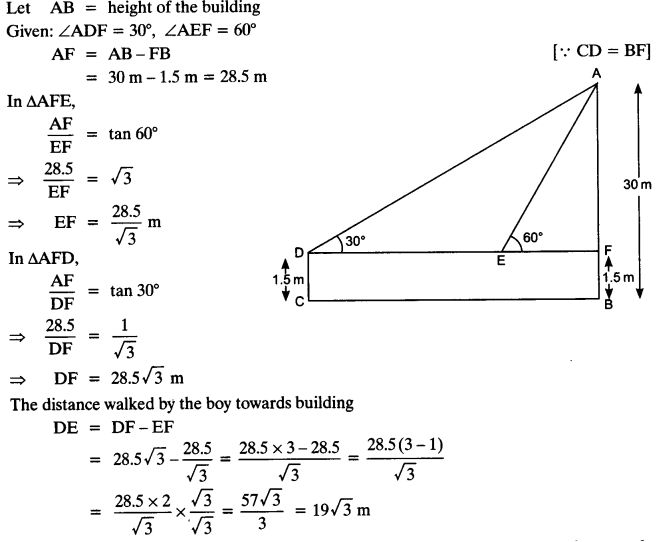 Let AB = height of the building
Given: ∠ADF = 30°, ∠AEF = 60°
AF = AB – FB [∵ CD = BF]
= 30 m – 1.5 m = 28.5 m
In ΔAFE,
AF/EF = tan 60°
⇒ 28.5/EF = √3
⇒ EF = 28.5/√3 m
In ΔAFD,
AF/DF = tan 30°
⇒ 28.5/DF = 1/√3
⇒ DF = 28.5√3 m
The distance walked by the boy towards building
DE = DF – EF
= 28.5√3 – 28.5/√3 = (28.5 × 3 – 28.5)/√3 = 28.5(3 – 1)/√3
= (28.5 × 2)/√3 × √3/√3 = 57√3/3 = 19√3 m
A
30 m
30°
60°
D
E
F
1.5 m
1.5 m
C
B